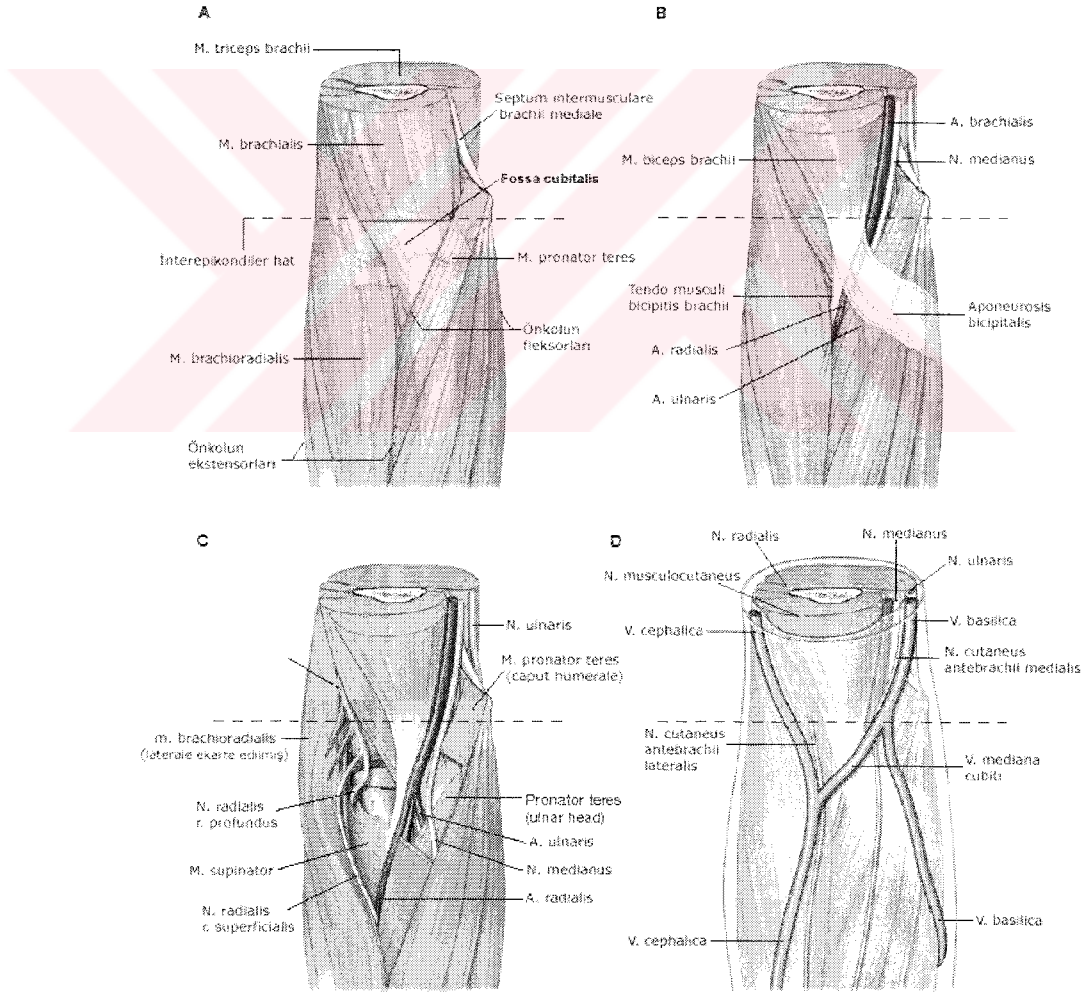 A
M. triceps brachii
Septum intermusculare
brachii mediale
M. brachialis
Fossa cubitalis
Interepikondiler hat
M. pronator teres
Önkolun
fleksorları
M. brachioradialis
Önkolun
ekstensorları
B
A. brachialis
M. biceps brachii
N. medianus
Tendo musculi
bicipitis brachii
Aponeurosis
bicipitalis
A. radialis
A. ulnaris
C
N. ulnaris
M. pronator teres
(caput humerale)
m. brachioradialis
(laterale ekarte edilmiş)
N. radialis
r. profundus
Pronator teres
(ulnar head)
A. ulnaris
M. supinator
N. medianus
N. radialis
r. superficialis
A. radialis
D
N. radialis
N. medianus
N. ulnaris
N. musculocutaneus
V. cephalica
V. basilica
N. cutaneus
antebrachii medialis
N. cutaneus
antebrachii
lateralis
V. mediana
cubiti
V. basilica
V. cephalica